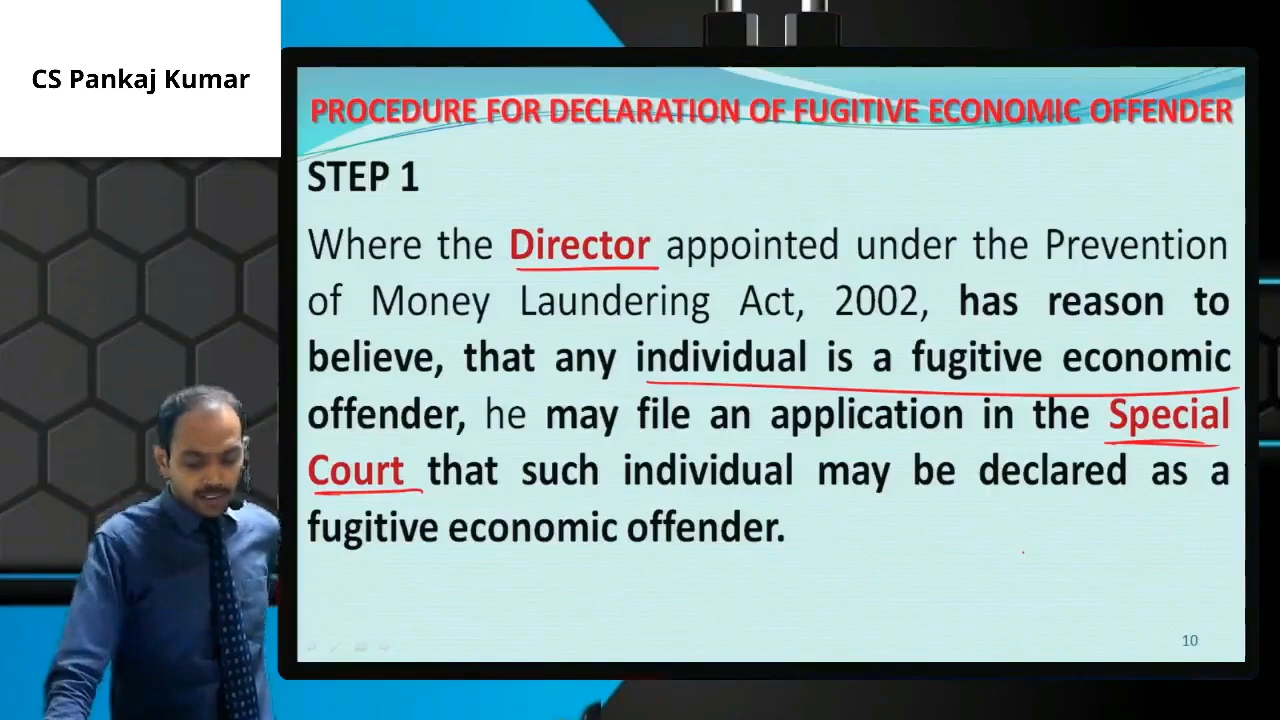 CS Pankaj Kumar
PROCEDURE FOR DECLARATION OF FUGITIVE ECONOMIC OFFENDER
STEP 1
Where the Director appointed under the Prevention
of Money Laundering Act, 2002, has reason to
believe, that any individual is a fugitive economic
offender, he may file an application in the Special
Court that such individual may be declared as a
fugitive economic offender.
10